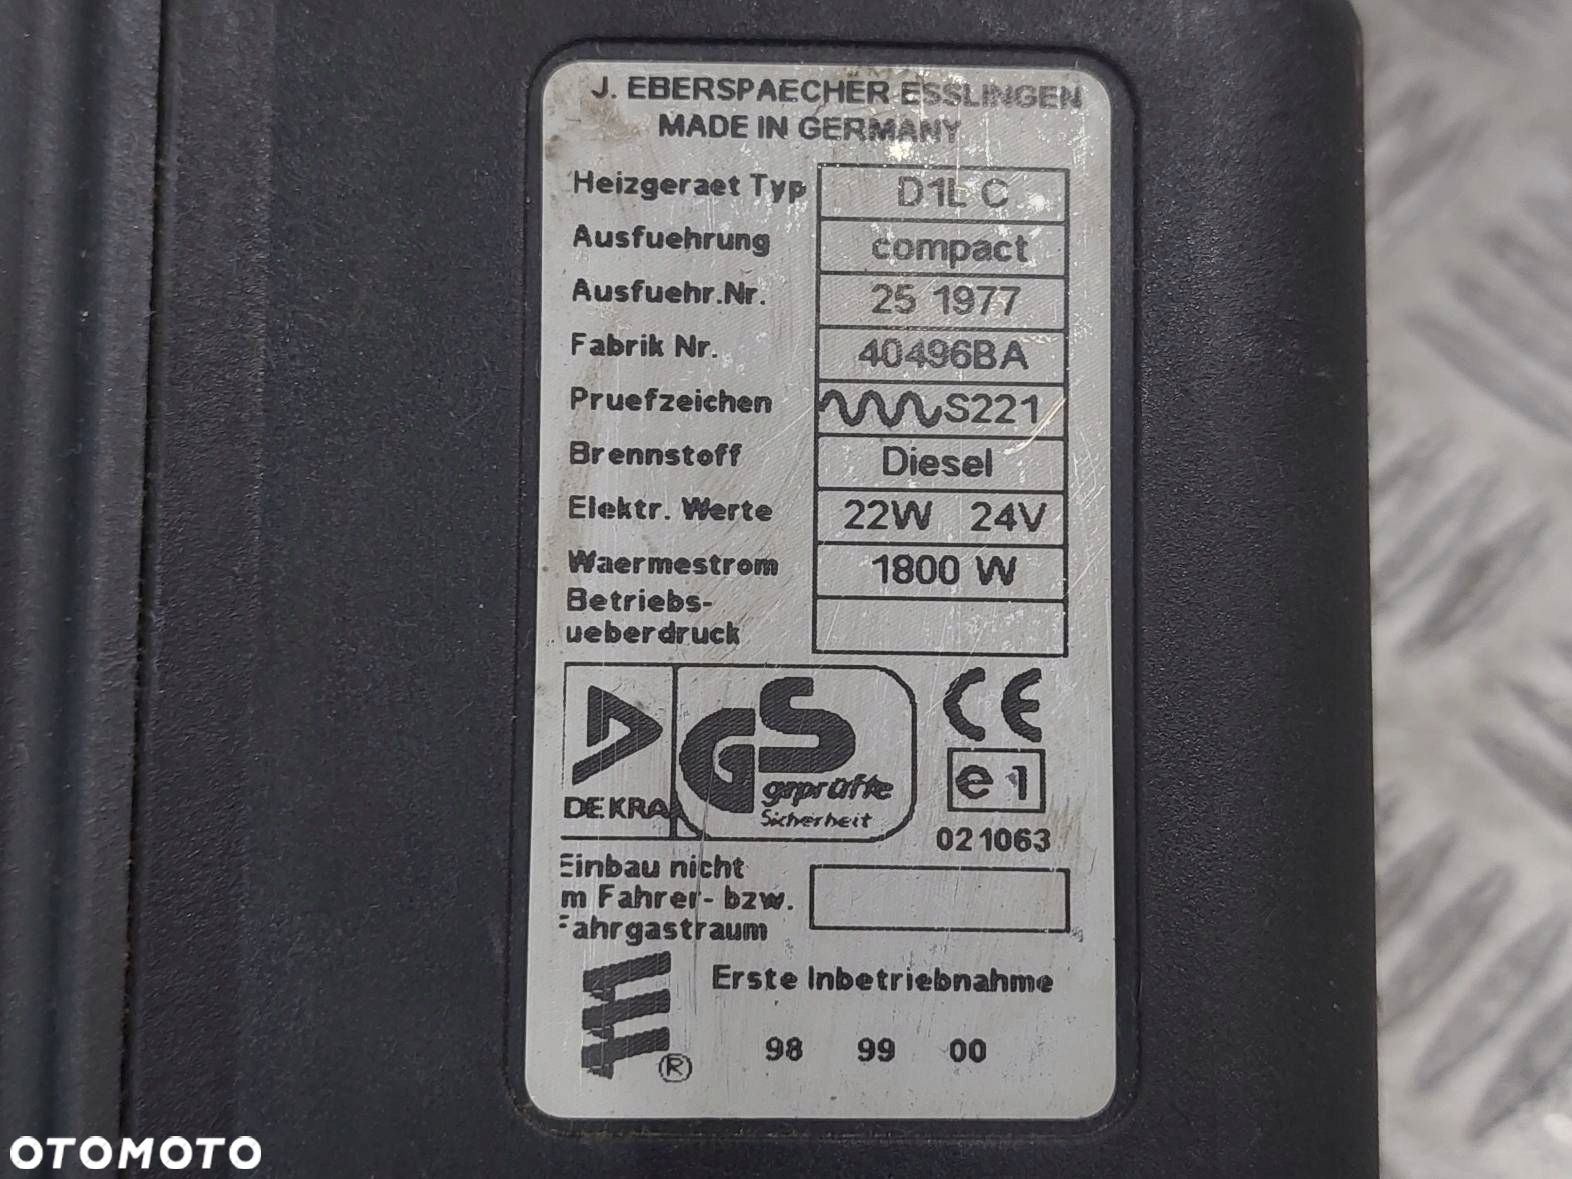 J. EBERSPAECHER ESSLINGEN
MADE IN GERMANY
Heizgeraet Typ D1L C
Ausfuehrung compact
Ausfuehr.Nr. 25 1977
Fabrik Nr. 40496BA
Pruefzeichen S221
Brennstoff Diesel
Elektr. Werte 22W 24V
Waermestrom 1800 W
Betriebs-
ueberdruck
DEKRA
GS
geprüfte
Sicherheit
CE
e1
021063
Einbau nicht
m Fahrer- bzw.
Fahrgastraum
Erste Inbetriebnahme
98 99 00
®
OTOMOTO